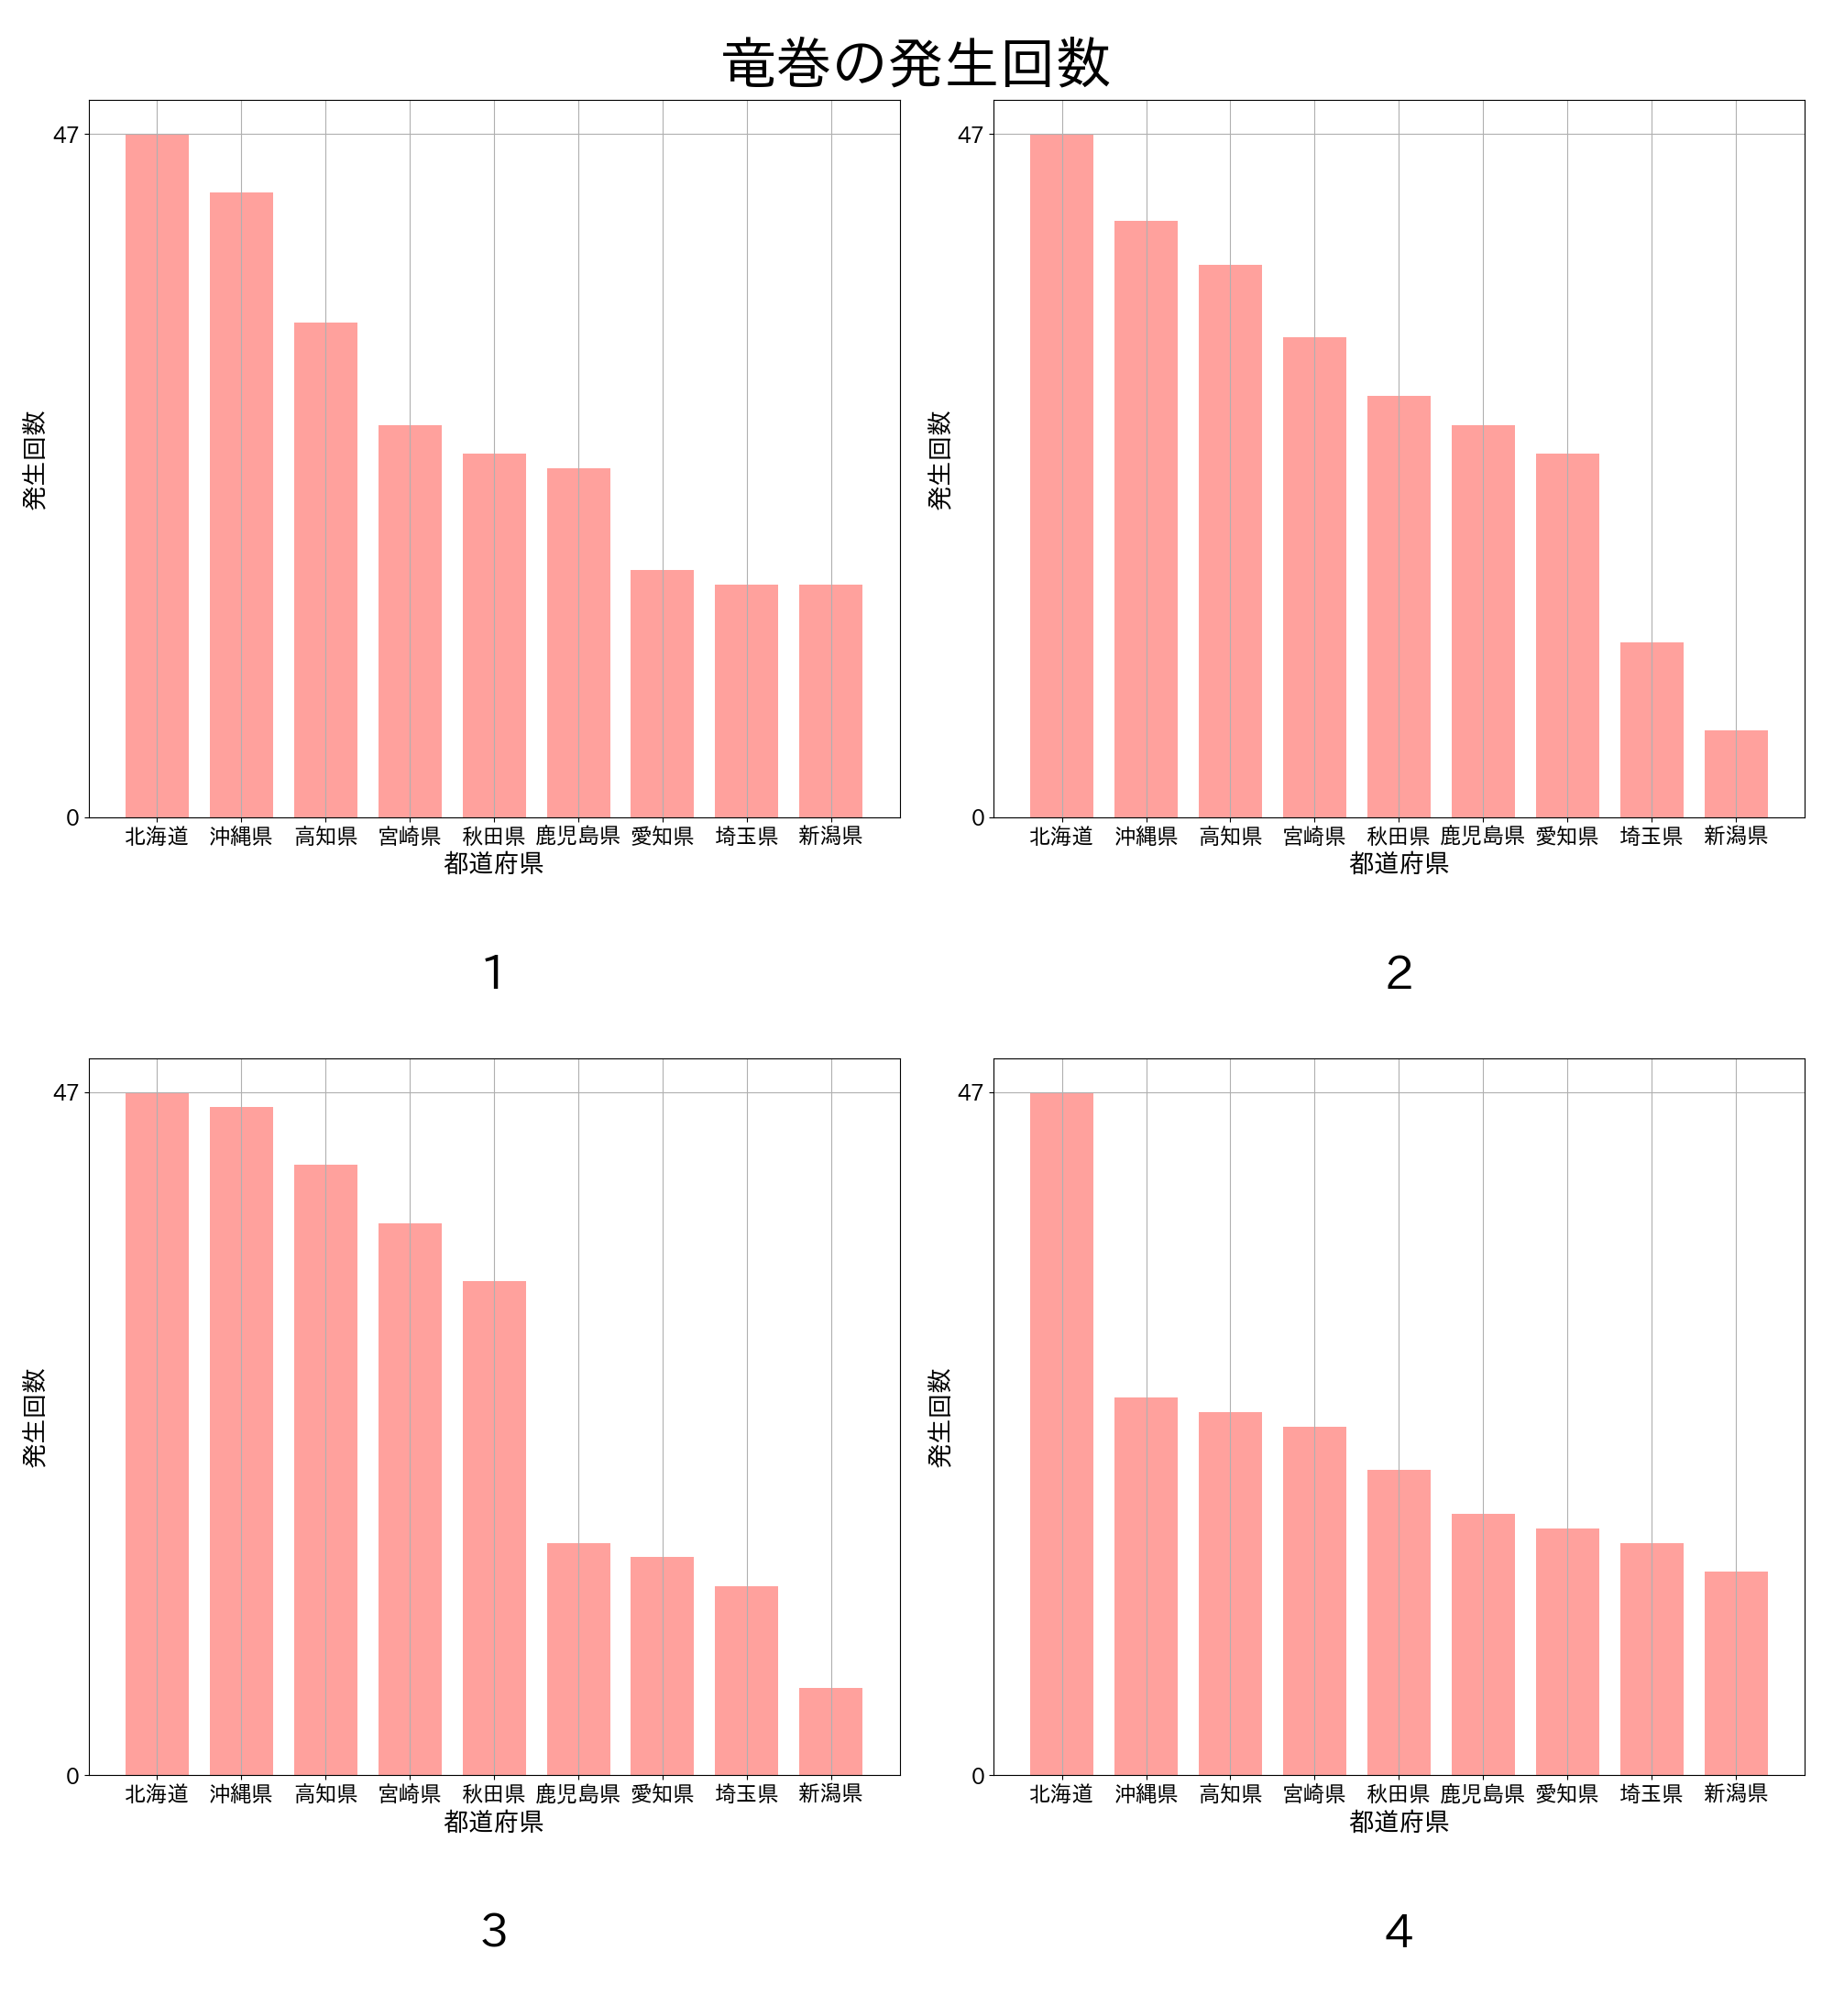 竜巻の発生回数
47
0
発生回数
北海道 沖縄県 高知県 宮崎県 秋田県 鹿児島県 愛知県 埼玉県 新潟県
都道府県
1
47
0
発生回数
北海道 沖縄県 高知県 宮崎県 秋田県 鹿児島県 愛知県 埼玉県 新潟県
都道府県
2
47
0
発生回数
北海道 沖縄県 高知県 宮崎県 秋田県 鹿児島県 愛知県 埼玉県 新潟県
都道府県
3
47
0
発生回数
北海道 沖縄県 高知県 宮崎県 秋田県 鹿児島県 愛知県 埼玉県 新潟県
都道府県
4